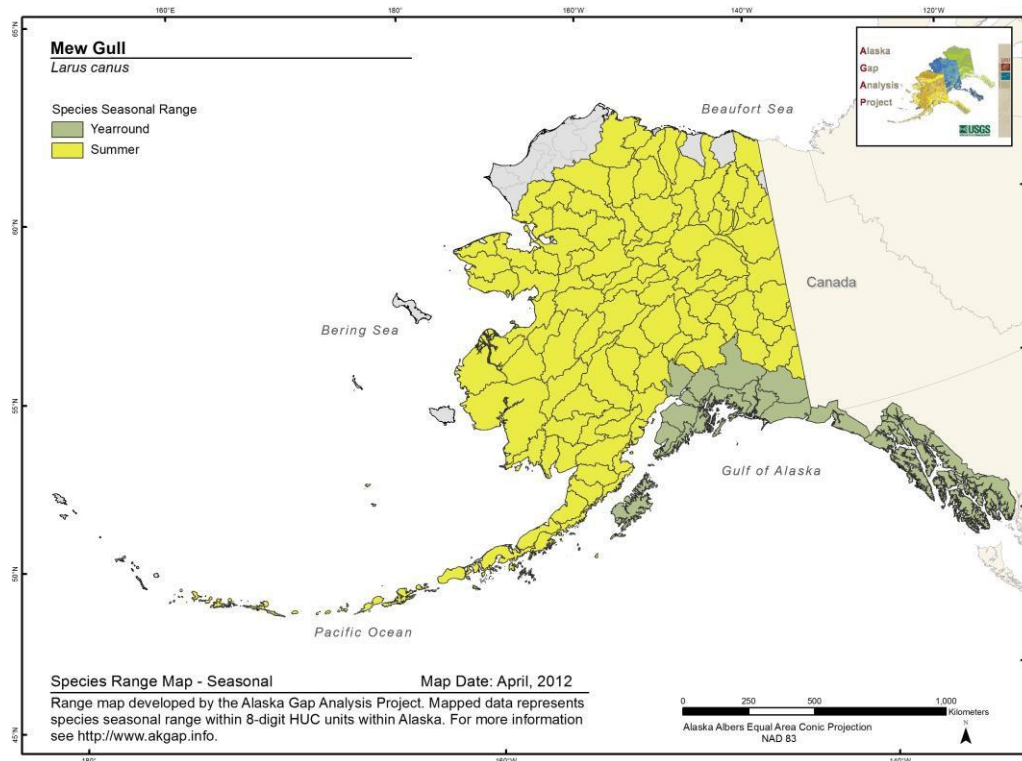 160°E
180°
160°W
140°W
120°W
65°N
60°N
55°N
50°N
45°N
Mew Gull
Larus canus
Species Seasonal Range
Yearround
Summer
Alaska
Gap
Analysis
Project
USGS
Beaufort Sea
Canada
Bering Sea
Gulf of Alaska
Pacific Ocean
Species Range Map - Seasonal Map Date: April, 2012
Range map developed by the Alaska Gap Analysis Project. Mapped data represents
species seasonal range within 8-digit HUC units within Alaska. For more information
see http://www.akgap.info.
0 250 500 1,000
Kilometers
Alaska Albers Equal Area Conic Projection
NAD 83
N
180°
160°W
140°W